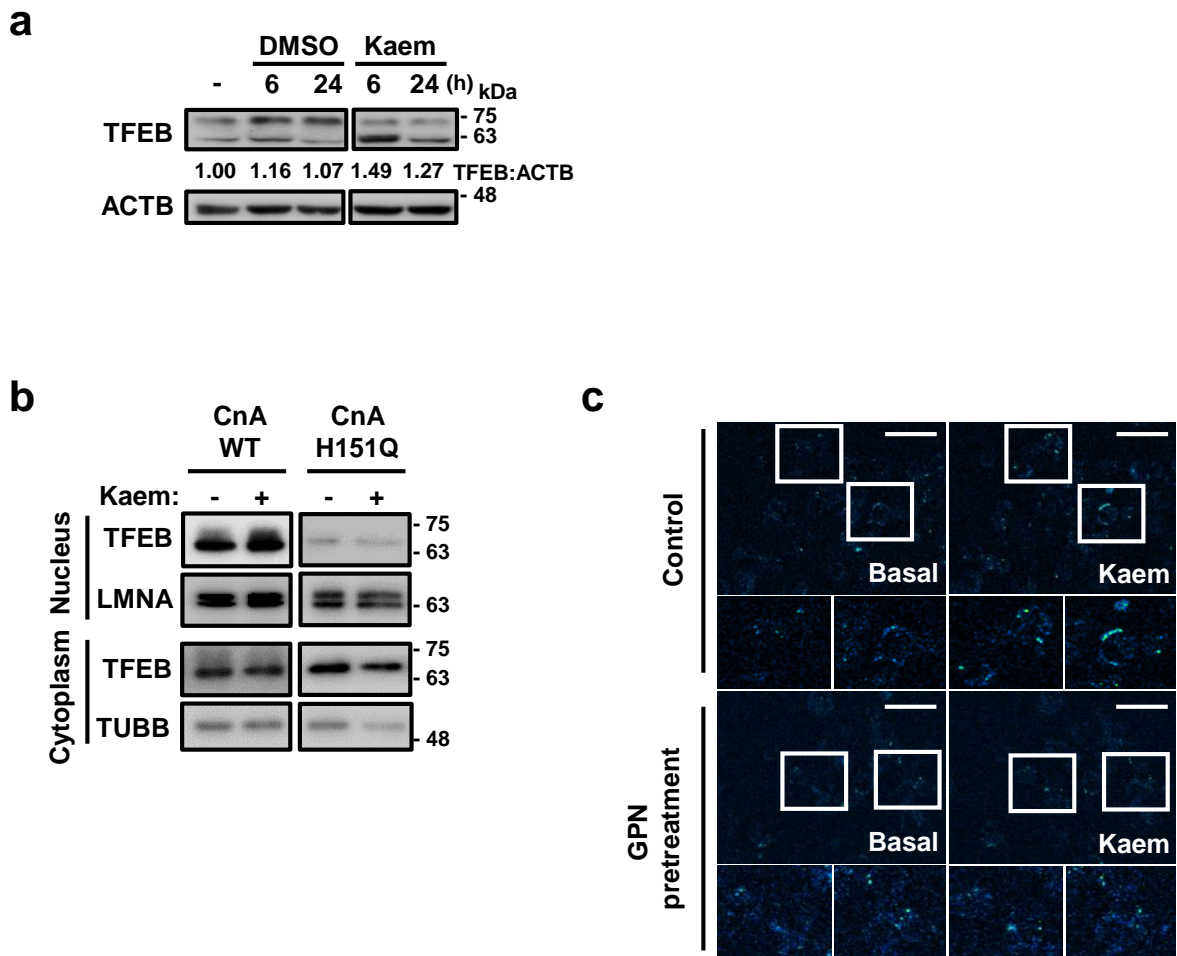 a
DMSO Kaem
- 6 24 6 24 (h) kDa
TFEB - 75
- 63
1.00 1.16 1.07 1.49 1.27 TFEB:ACTB
ACTB - 48
b
CnA WT CnA H151Q
Kaem: - + - +
Nucleus
TFEB - 75
- 63
LMNA - 63
Cytoplasm
TFEB - 75
- 63
TUBB - 48
c
Control
Basal Kaem
GPN pretreatment
Basal Kaem